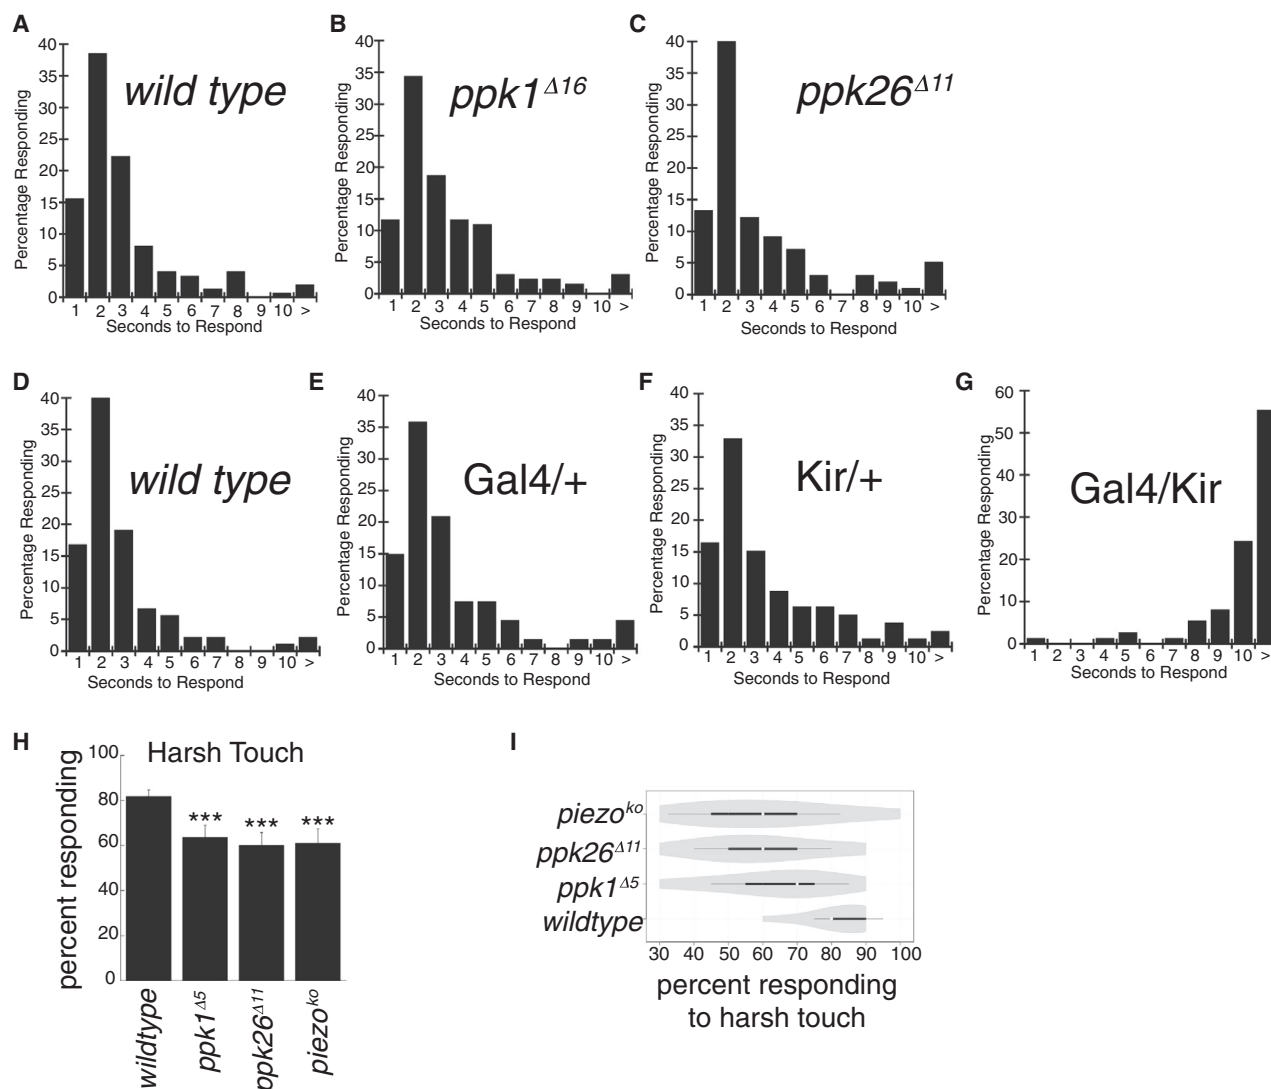 A
B
C
40
35
30
25
20
15
10
5
0
Percentage Responding
wild type
1 2 3 4 5 6 7 8 9 10 >
Seconds to Respond
40
35
30
25
20
15
10
5
0
Percentage Responding
ppk1Δ16
1 2 3 4 5 6 7 8 9 10 >
Seconds to Respond
40
35
30
25
20
15
10
5
0
Percentage Responding
ppk26Δ11
1 2 3 4 5 6 7 8 9 10 >
Seconds to Respond
D
E
F
G
40
35
30
25
20
15
10
5
0
Percentage Responding
wild type
1 2 3 4 5 6 7 8 9 10 >
Seconds to Respond
40
35
30
25
20
15
10
5
0
Percentage Responding
Gal4/+
1 2 3 4 5 6 7 8 9 10 >
Seconds to Respond
40
35
30
25
20
15
10
5
0
Percentage Responding
Kir/+
1 2 3 4 5 6 7 8 9 10 >
Seconds to Respond
60
50
40
30
20
10
0
Percentage Responding
Gal4/Kir
1 2 3 4 5 6 7 8 9 10 >
Seconds to Respond
H
Harsh Touch
100
80
60
40
20
0
percent responding
*** *** ***
wildtype
ppk1Δ5
ppk26Δ11
piezoko
I
piezoko
ppk26Δ11
ppk1Δ5
wildtype
30 40 50 60 70 80 90 100
percent responding
to harsh touch